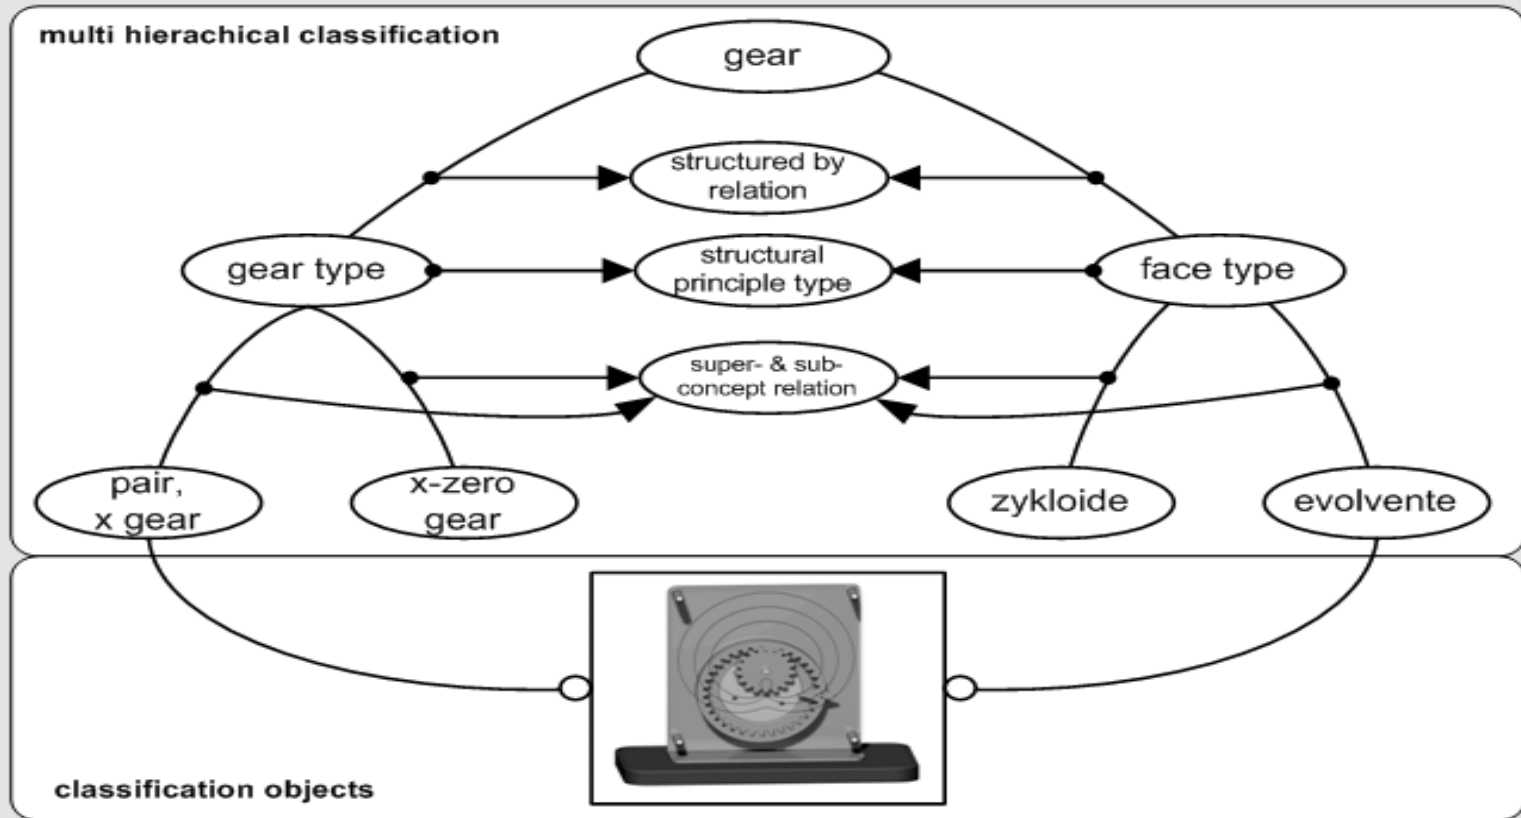 multi hierachical classification
gear
structured by
relation
gear type
structural
principle type
face type
super- & sub-
concept relation
pair,
x gear
x-zero
gear
zykloide
evolvente
classification objects